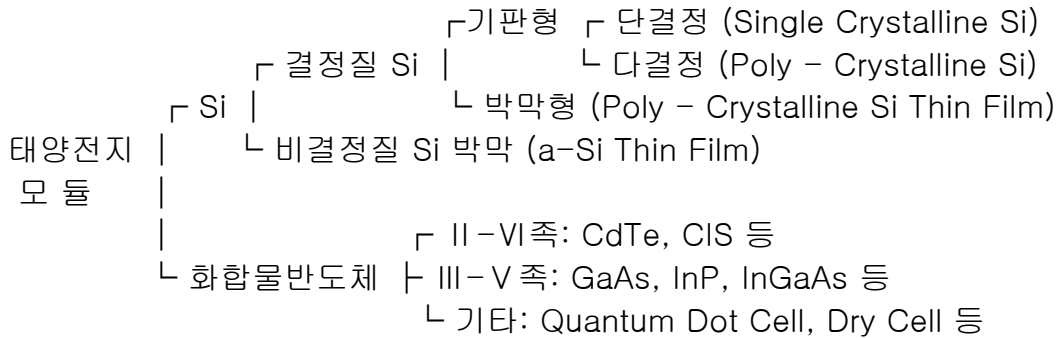 ┌기판형 ┌ 단결정 (Single Crystalline Si)
┌ 결정질 Si │ └ 다결정 (Poly - Crystalline Si)
┌ Si │ └ 박막형 (Poly - Crystalline Si Thin Film)
태양전지 │ └ 비결정질 Si 박막 (a-Si Thin Film)
모 듈 │
│ ┌ II-VI족: CdTe, CIS 등
└ 화합물반도체 ├ III-V족: GaAs, InP, InGaAs 등
└ 기타: Quantum Dot Cell, Dry Cell 등